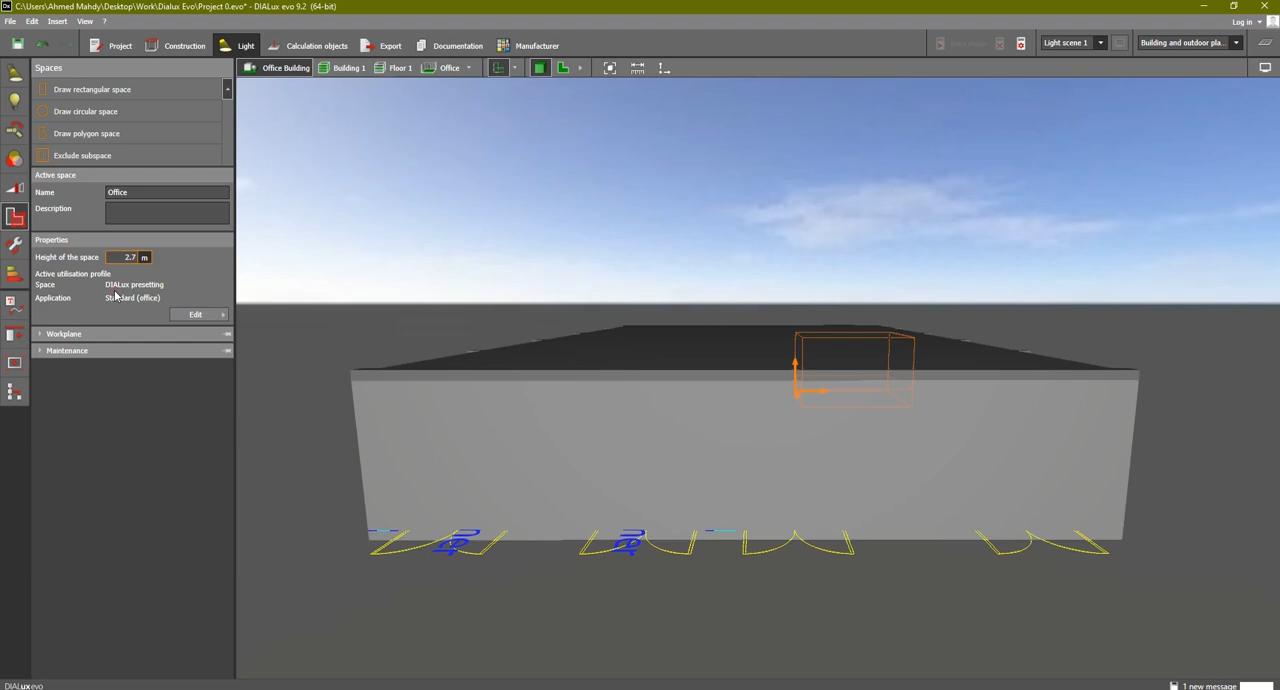 C:\Users\Ahmed Mahdy\Desktop\Work\Dialux Evo\Project 0.evo* - DIALux evo 9.2 (64-bit)
File Edit Insert View ?
Log in
Project Construction Light Calculation objects Export Documentation Manufacturer
Light scene 1 Building and outdoor pla...
Spaces
Office Building Building 1 Floor 1 Office
Draw rectangular space
Draw circular space
Draw polygon space
Exclude subspace
Active space
Name Office
Description
Properties
Height of the space 2.7 m
Active utilisation profile
Space DIALux presetting
Application Standard (office)
Edit
Workplane
Maintenance
DIALux evo
1 new message